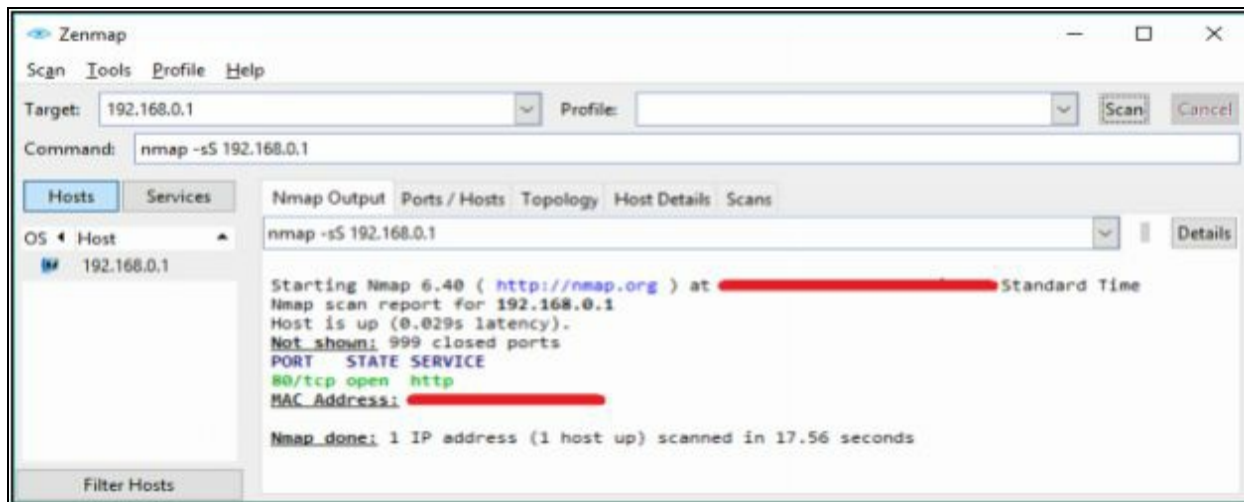 Zenmap
Scan Tools Profile Help
Target: 192.168.0.1 Profile: Scan Cancel
Command: nmap -sS 192.168.0.1
Hosts Services
Nmap Output Ports / Hosts Topology Host Details Scans
OS Host
192.168.0.1
nmap -sS 192.168.0.1 Details
Starting Nmap 6.40 ( http://nmap.org ) at Standard Time
Nmap scan report for 192.168.0.1
Host is up (0.029s latency).
Not shown: 999 closed ports
PORT STATE SERVICE
80/tcp open http
MAC Address:
Nmap done: 1 IP address (1 host up) scanned in 17.56 seconds
Filter Hosts